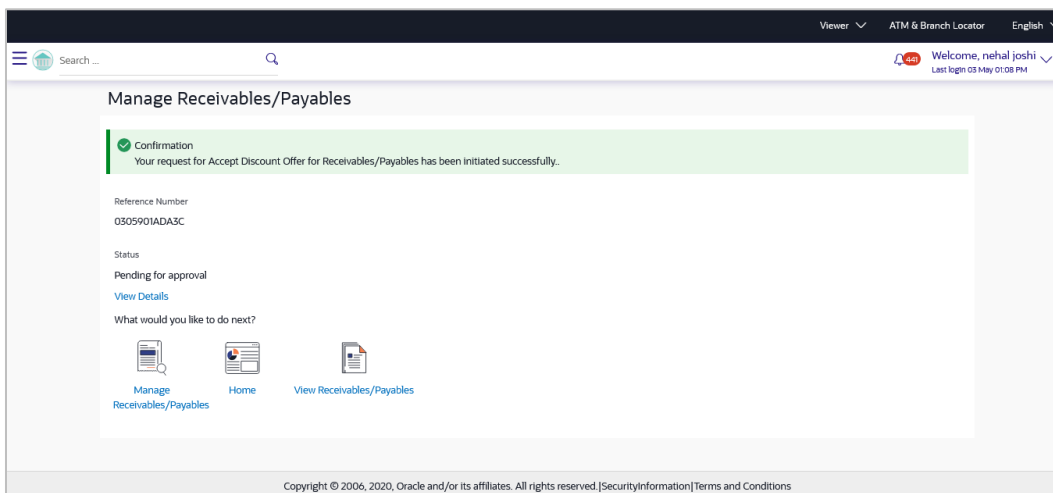 Viewer ATM & Branch Locator English
Search ...
441 Welcome, nehal joshi
Last login 03 May 01:08 PM
Manage Receivables/Payables
Confirmation
Your request for Accept Discount Offer for Receivables/Payables has been initiated successfully..
Reference Number
0305901ADA3C
Status
Pending for approval
View Details
What would you like to do next?
Manage Receivables/Payables
Home
View Receivables/Payables
Copyright © 2006, 2020, Oracle and/or its affiliates. All rights reserved.|SecurityInformation|Terms and Conditions